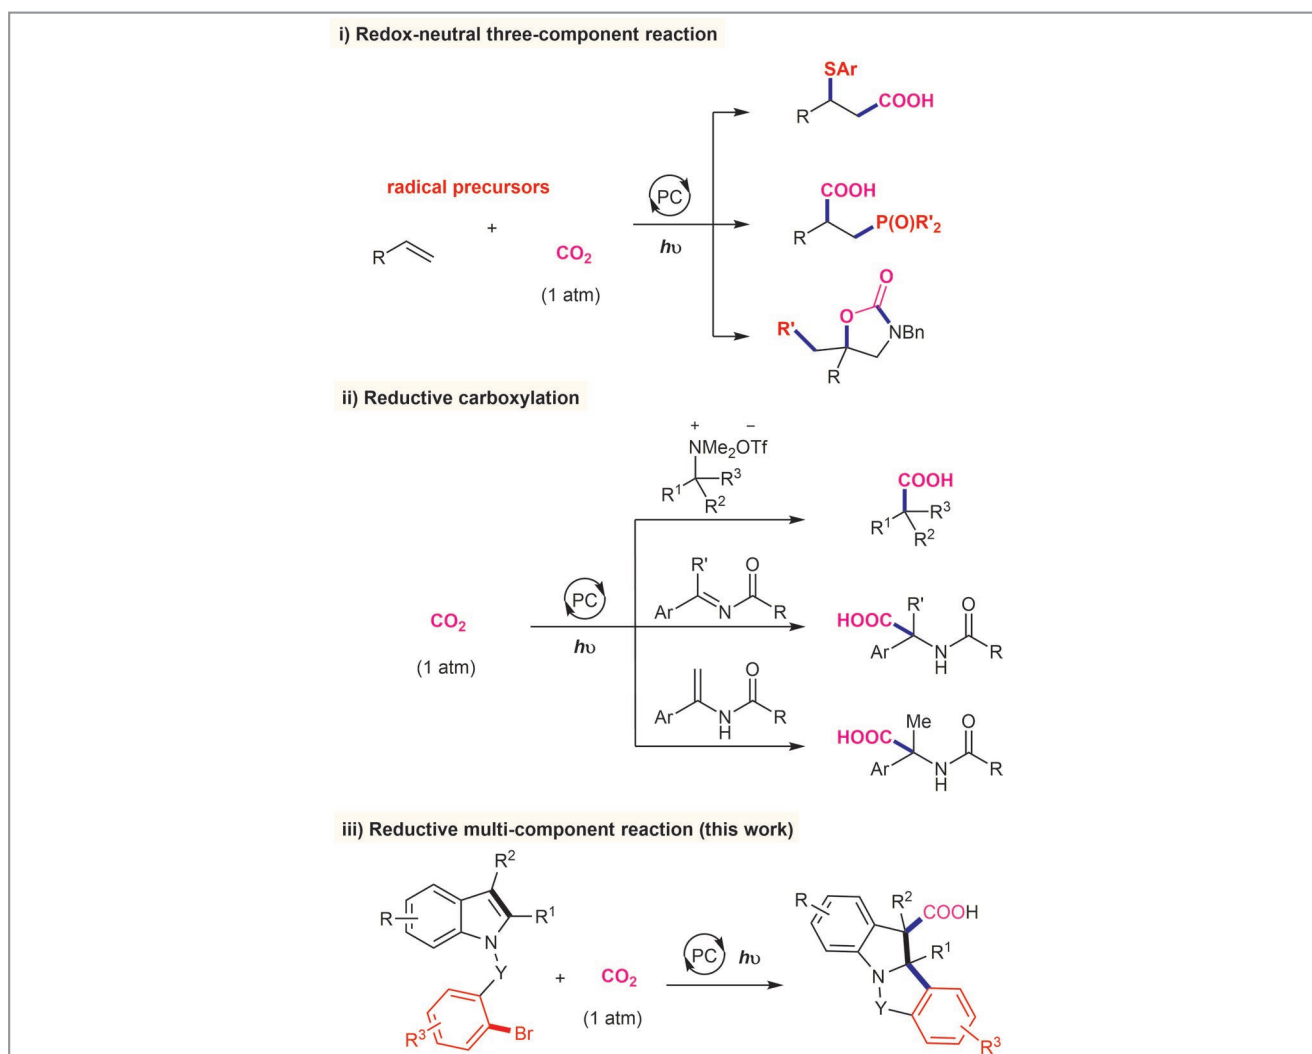 i) Redox-neutral three-component reaction
SAr
COOH
R
radical precursors
PC
COOH
P(O)R'₂
R
+
R
CO₂
hυ
(1 atm)
O
O
R'
NBn
R
ii) Reductive carboxylation
+ −
NMe₂OTf
R³
R¹
R²
COOH
R³
R¹
R²
R'
O
PC
Ar
N
R
CO₂
hυ
(1 atm)
R'
O
HOOC
Ar
N
H
R
O
Ar
N
H
R
Me
O
HOOC
Ar
N
H
R
iii) Reductive multi-component reaction (this work)
R²
R
R¹
N
Y
Br
R³
+
CO₂
(1 atm)
PC
hυ
R
R²
COOH
R¹
N
Y
R³